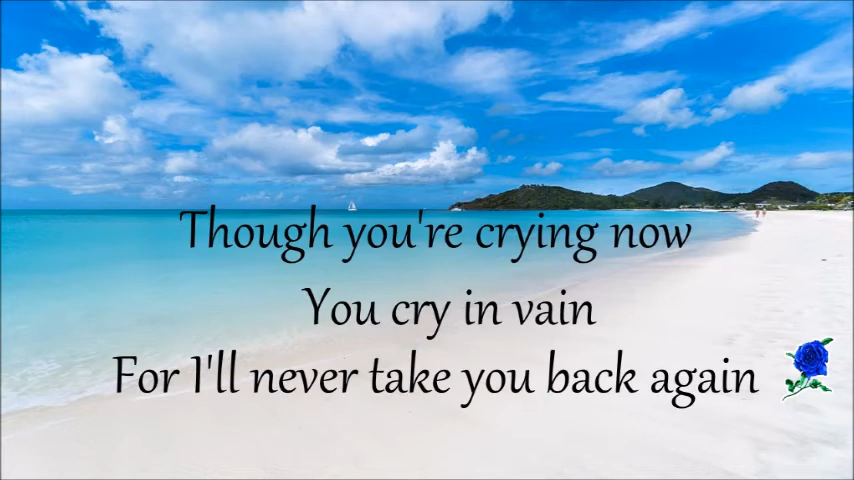 Though you're crying now
You cry in vain
For I'll never take you back again